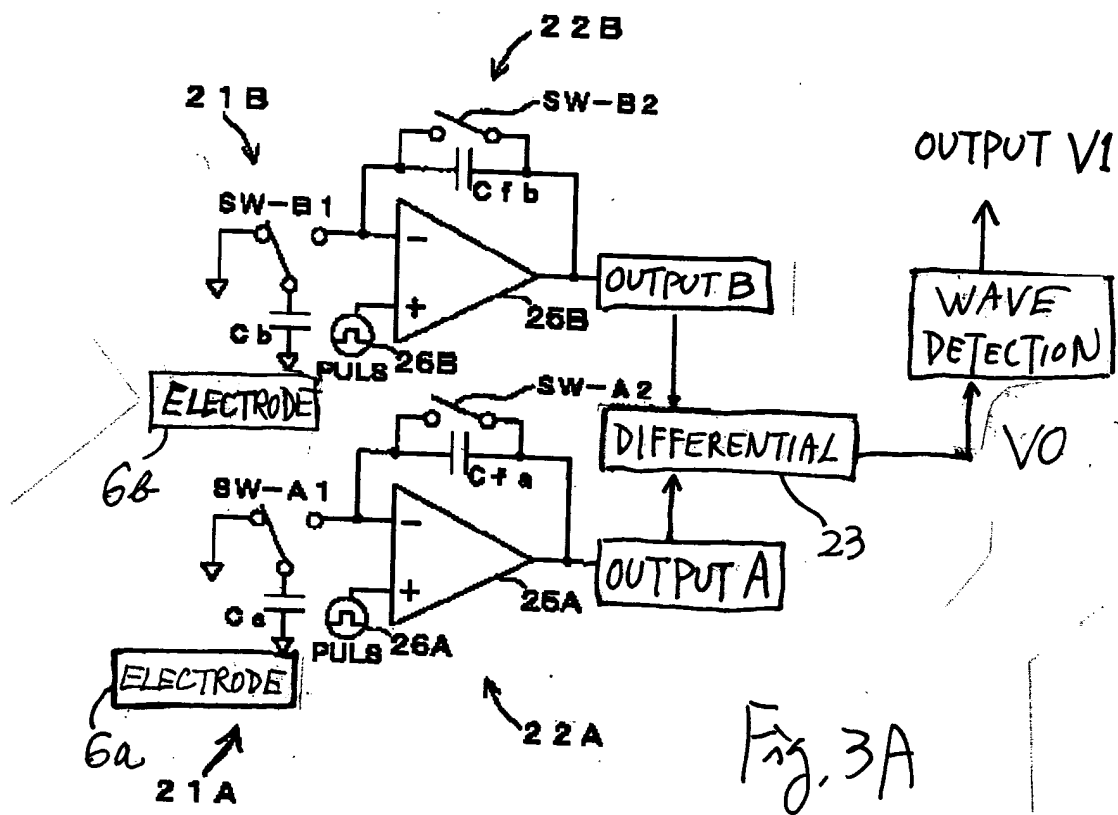 22B
21B
SW-B2
OUTPUT V1
Cfb
SW-B1
−
+
25B
OUTPUT B
WAVE
DETECTION
Cb
26B
PULS
ELECTRODE
6b
SW-A2
DIFFERENTIAL
V0
Cfa
SW-A1
−
+
23
25A
OUTPUT A
Ca
26A
PULS
ELECTRODE
6a
22A
21A
Fig. 3A